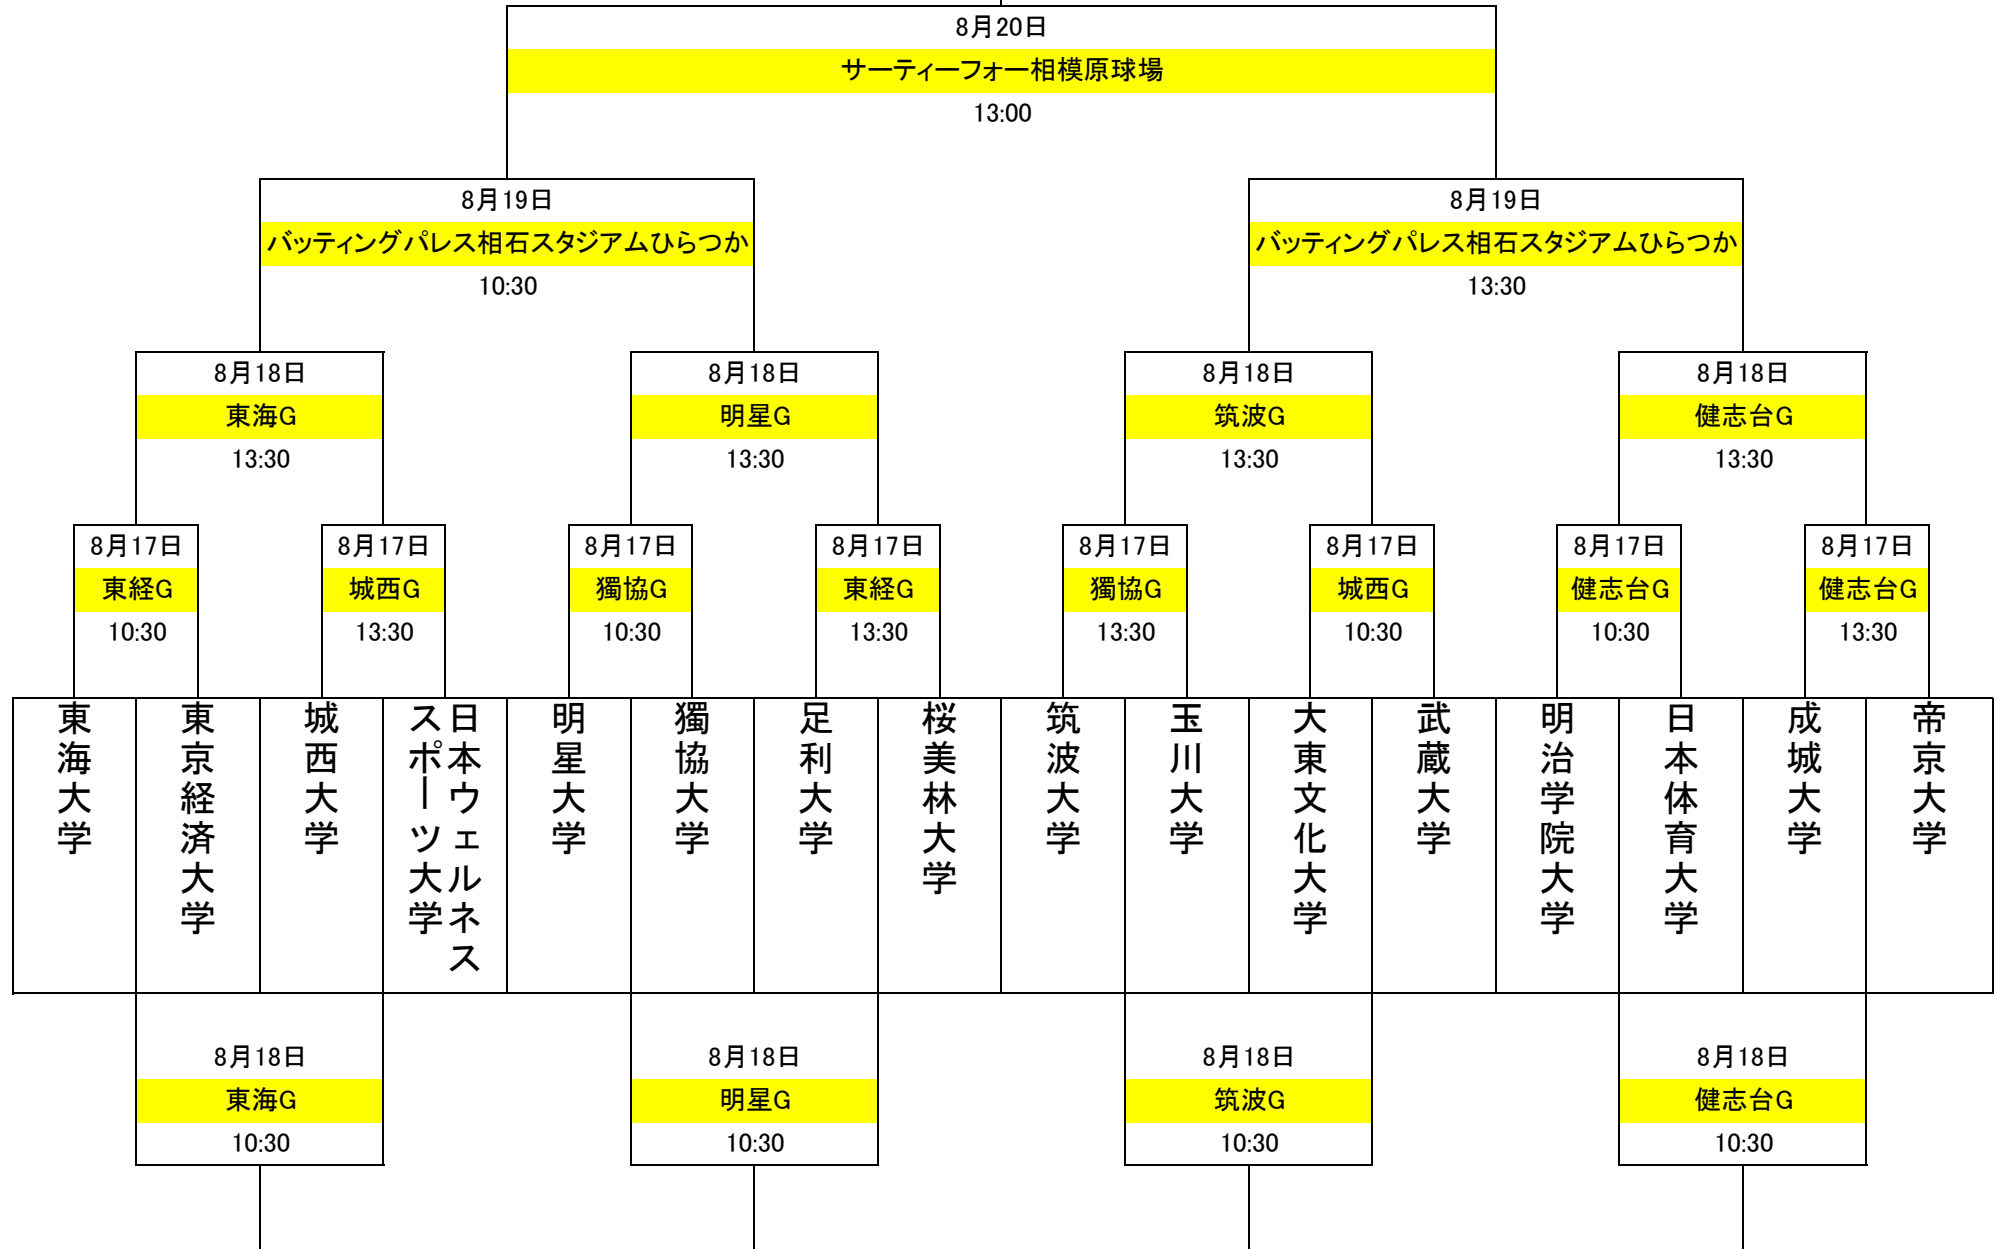 8月20日
サーティーフォー相模原球場
13:00
8月19日
バッティングパレス相石スタジアムひらつか
10:30
8月19日
バッティングパレス相石スタジアムひらつか
13:30
8月18日
東海G
13:30
8月18日
明星G
13:30
8月18日
筑波G
13:30
8月18日
健志台G
13:30
8月17日
東経G
10:30
8月17日
城西G
13:30
8月17日
獨協G
10:30
8月17日
東経G
13:30
8月17日
獨協G
13:30
8月17日
城西G
10:30
8月17日
健志台G
10:30
8月17日
健志台G
13:30
東海大学
東京経済大学
城西大学
日本ウェルネス
スポーツ大学
明星大学
獨協大学
足利大学
桜美林大学
筑波大学
玉川大学
大東文化大学
武蔵大学
明治学院大学
日本体育大学
成城大学
帝京大学
8月18日
東海G
10:30
8月18日
明星G
10:30
8月18日
筑波G
10:30
8月18日
健志台G
10:30